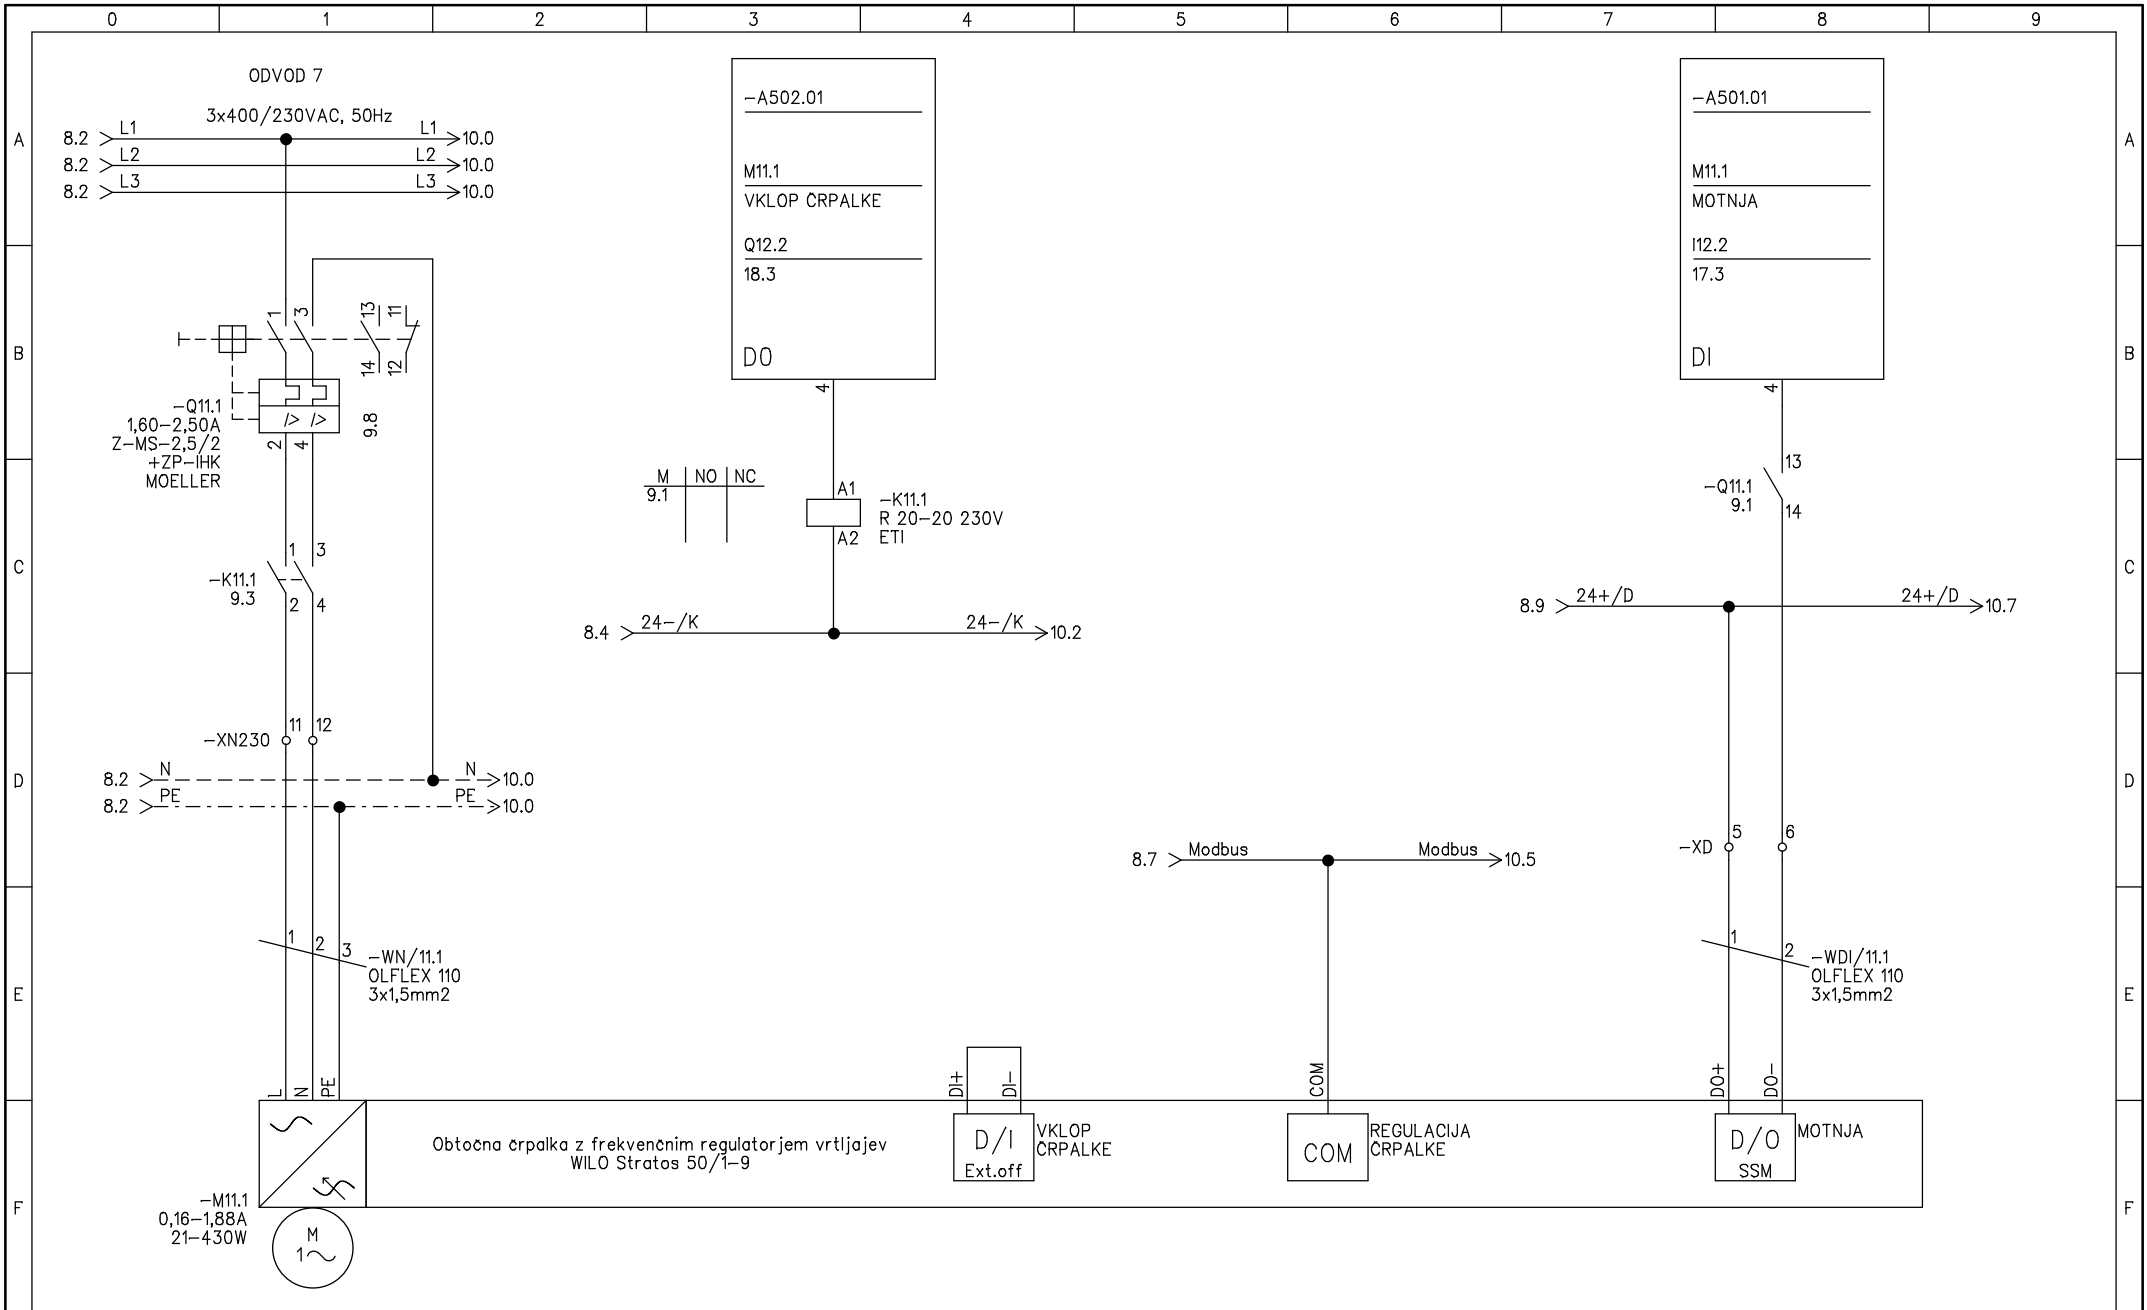 0 1 2 3 4 5 6 7 8 9
ODVOD 7
3x400/230VAC, 50Hz
A
8.2 L1 L1 10.0
8.2 L2 L2 10.0
8.2 L3 L3 10.0
A
-A502.01
M11.1
VKLOP ČRPALKE
Q12.2
18.3
DO
4
-A501.01
M11.1
MOTNJA
I12.2
17.3
DI
4
B
1 3 13 11
14 12
B
-Q11.1
1,60-2,50A
Z-MS-2,5/2
+ZP-IHK
MOELLER
I> I>
2 4
9.8
M NO NC
9.1
A1
A2
-K11.1
R 20-20 230V
ETI
13
-Q11.1
9.1
14
C
1 3
-K11.1
9.3
2 4
C
8.4 24-/K 24-/K 10.2
8.9 24+/D 24+/D 10.7
-XN230 11 12
D
8.2 N N 10.0
8.2 PE PE 10.0
D
8.7 Modbus Modbus 10.5
-XD 5 6
E
1 2 3
-WN/11.1
OLFLEX 110
3x1,5mm2
1 2
-WDI/11.1
OLFLEX 110
3x1,5mm2
E
L N PE
DI+ DI-
COM
DO+ DO-
Obtočna črpalka z frekvenčnim regulatorjem vrtljajev
WILO Stratos 50/1-9
D/I
Ext.off
VKLOP
ČRPALKE
COM
REGULACIJA
ČRPALKE
D/O
SSM
MOTNJA
F
-M11.1
0,16-1,88A
21-430W
M
1~
F